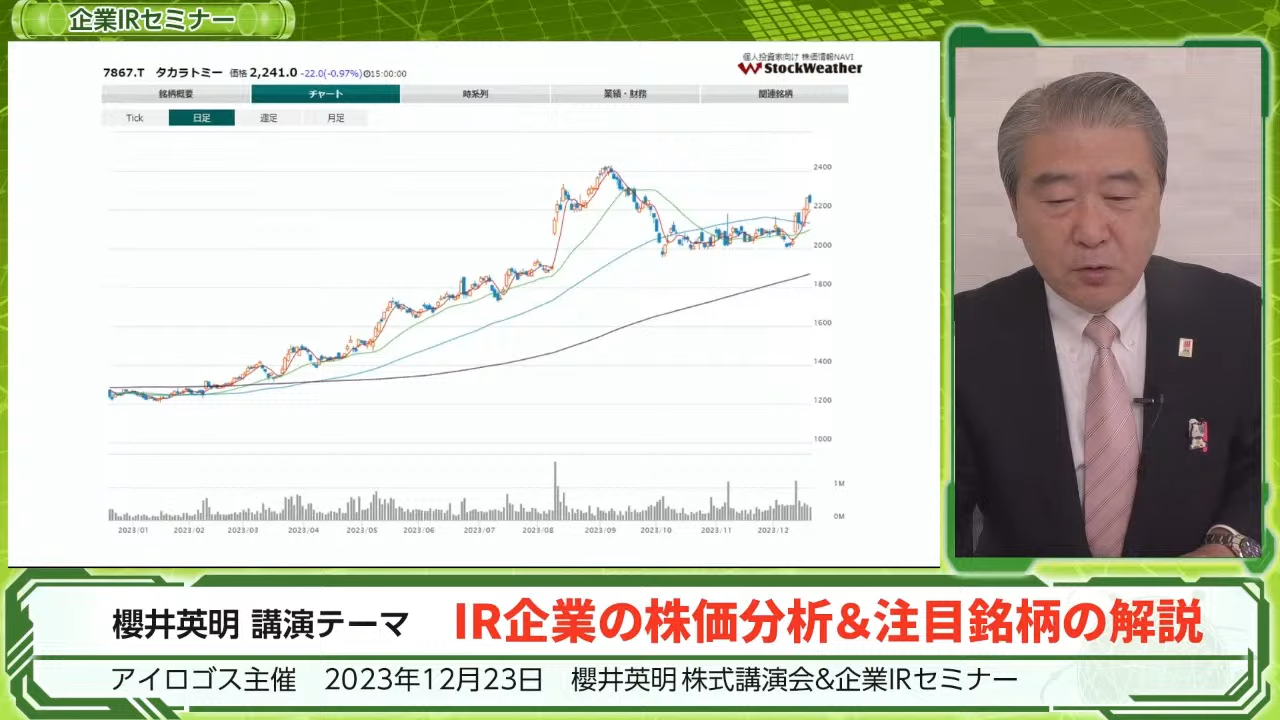 企業IRセミナー
個人投資家向け 株価情報NAVI
StockWeather
7867.T タカラトミー 価格 2,241.0 -22.0(-0.97%) 15:00:00
銘柄概要 チャート 時系列 業績・財務 関連銘柄
Tick 日足 週足 月足
2400
2200
2000
1800
1600
1400
1200
1000
1M
0M
2023/01 2023/02 2023/03 2023/04 2023/05 2023/06 2023/07 2023/08 2023/09 2023/10 2023/11 2023/12
櫻井英明 講演テーマ IR企業の株価分析&注目銘柄の解説
アイロゴス主催 2023年12月23日 櫻井英明 株式講演会&企業IRセミナー